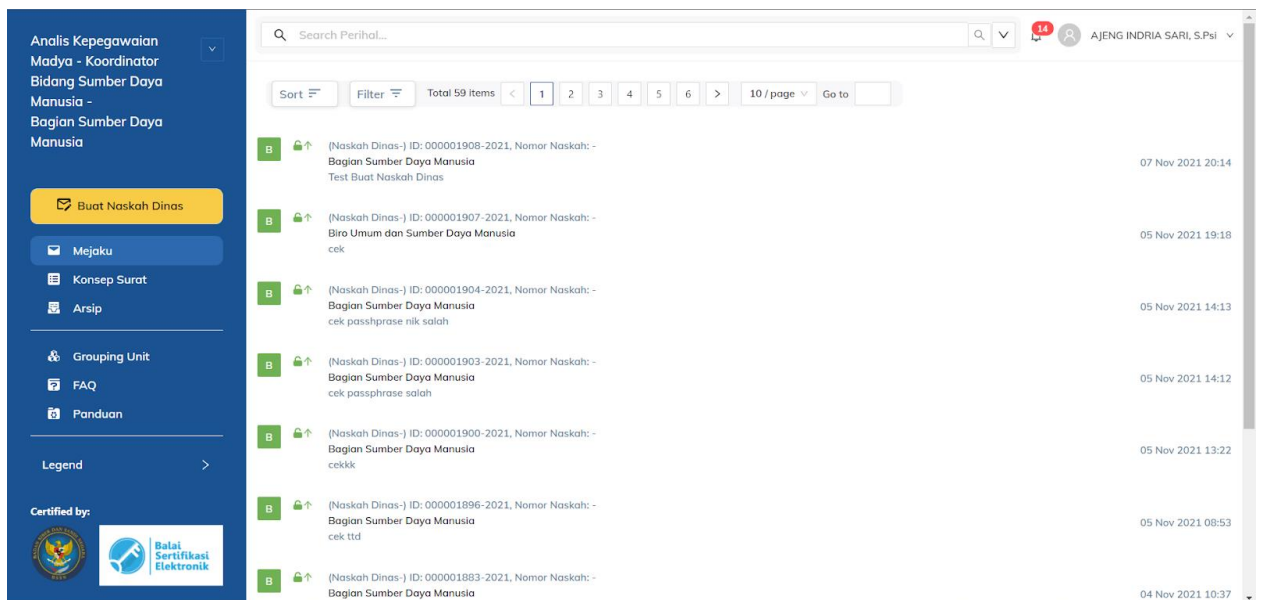 Analis Kepegawaian
Madya - Koordinator
Bidang Sumber Daya
Manusia -
Bagian Sumber Daya
Manusia
Buat Naskah Dinas
Mejaku
Konsep Surat
Arsip
Grouping Unit
FAQ
Panduan
Legend
Certified by:
Balai
Sertifikasi
Elektronik
Search Perihal...
14
AJENG INDRIA SARI, S.Psi
Sort
Filter
Total 59 items < 1 2 3 4 5 6 > 10 / page Go to
B
(Naskah Dinas-) ID: 000001908-2021, Nomor Naskah: -
Bagian Sumber Daya Manusia
Test Buat Naskah Dinas
07 Nov 2021 20:14
B
(Naskah Dinas-) ID: 000001907-2021, Nomor Naskah: -
Biro Umum dan Sumber Daya Manusia
cek
05 Nov 2021 19:18
B
(Naskah Dinas-) ID: 000001904-2021, Nomor Naskah: -
Bagian Sumber Daya Manusia
cek passhprase nik salah
05 Nov 2021 14:13
B
(Naskah Dinas-) ID: 000001903-2021, Nomor Naskah: -
Bagian Sumber Daya Manusia
cek passphrase salah
05 Nov 2021 14:12
B
(Naskah Dinas-) ID: 000001900-2021, Nomor Naskah: -
Bagian Sumber Daya Manusia
cekkk
05 Nov 2021 13:22
B
(Naskah Dinas-) ID: 000001896-2021, Nomor Naskah: -
Bagian Sumber Daya Manusia
cek ttd
05 Nov 2021 08:53
B
(Naskah Dinas-) ID: 000001883-2021, Nomor Naskah: -
Bagian Sumber Daya Manusia
04 Nov 2021 10:37